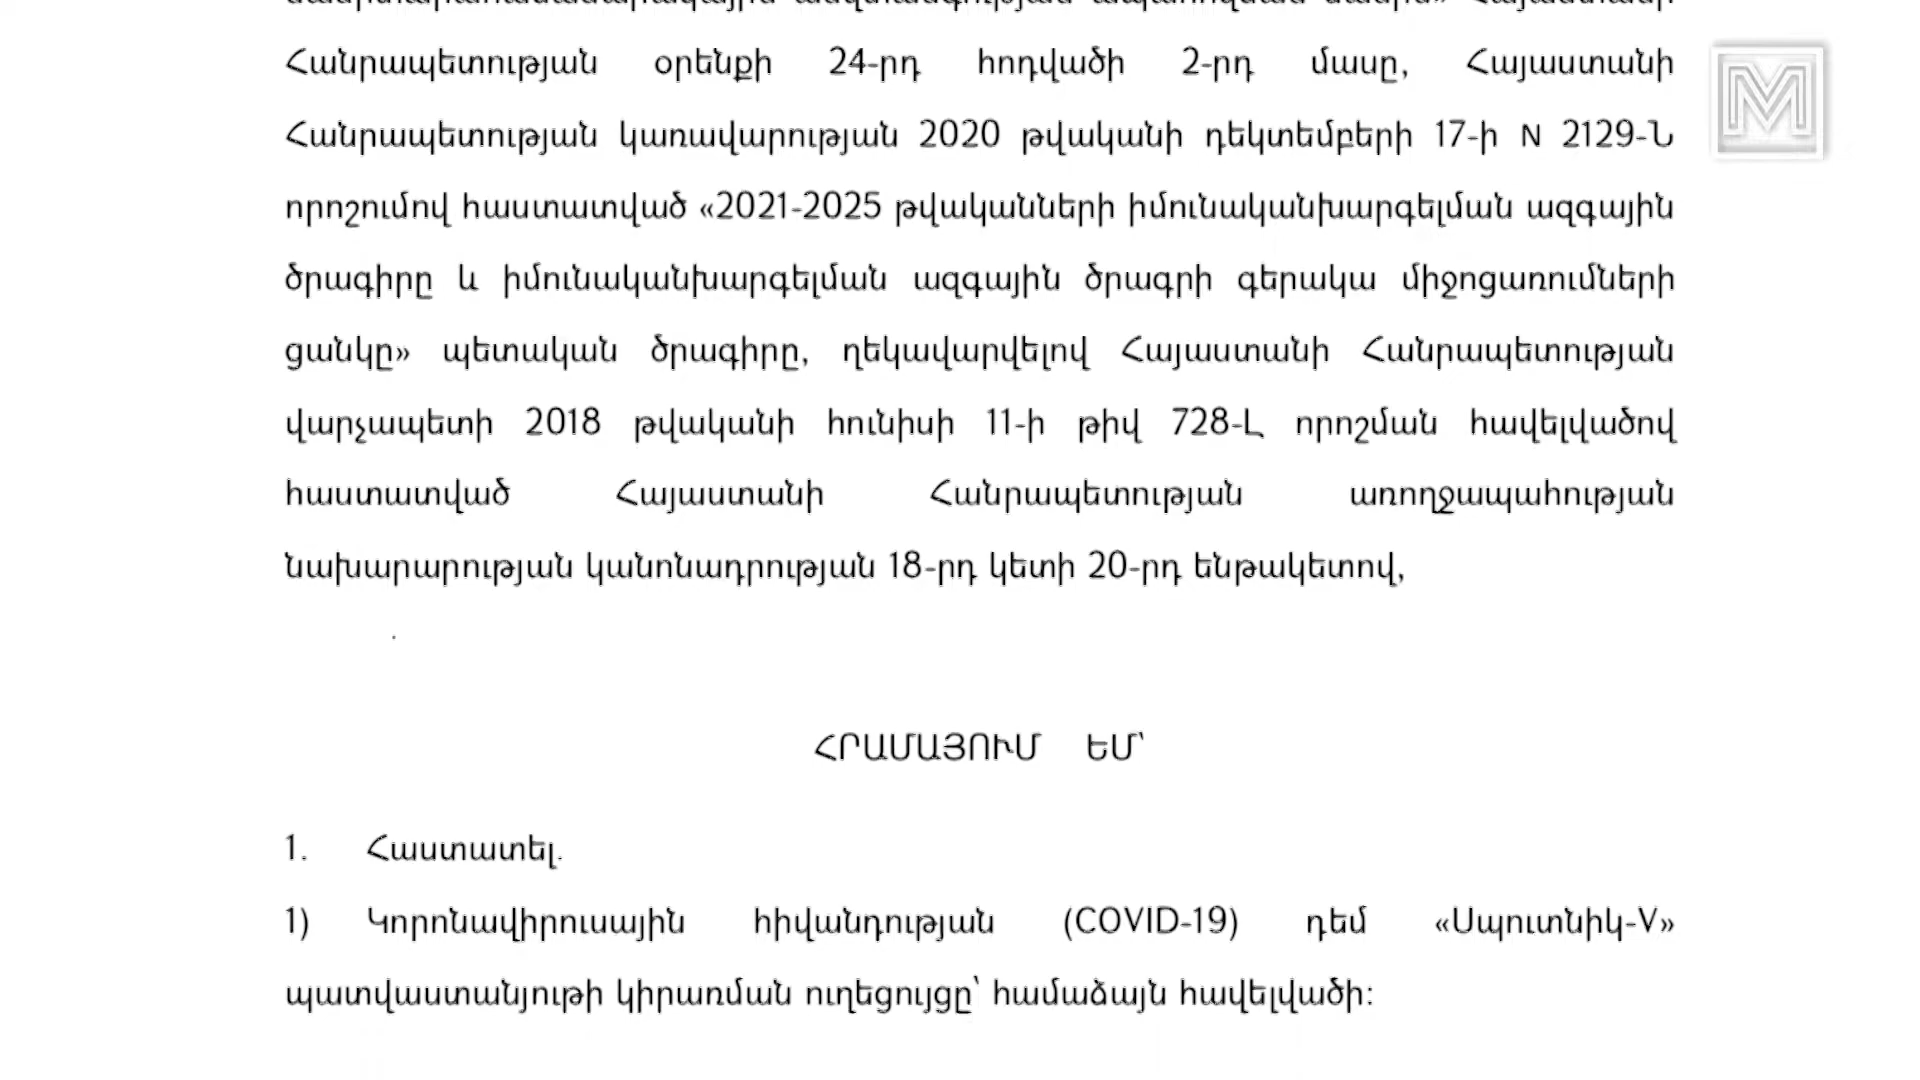 Հանրապետության օրենքի 24-րդ հոդվածի 2-րդ մասը, Հայաստանի
Հանրապետության կառավարության 2020 թվականի դեկտեմբերի 17-ի N 2129-Ն
որոշումով հաստատված «2021-2025 թվականների իմունականխարգելման ազգային
ծրագիրը և իմունականխարգելման ազգային ծրագրի գերակա միջոցառումների
ցանկը» պետական ծրագիրը, ղեկավարվելով Հայաստանի Հանրապետության
վարչապետի 2018 թվականի հունիսի 11-ի թիվ 728-Լ որոշման հավելվածով
հաստատված Հայաստանի Հանրապետության առողջապահության
նախարարության կանոնադրության 18-րդ կետի 20-րդ ենթակետով,
ՀՐԱՄԱՅՈՒՄ ԵՄ՝
1. Հաստատել.
1) Կորոնավիրուսային հիվանդության (COVID-19) դեմ «Սպուտնիկ-V»
պատվաստանյութի կիրառման ուղեցույցը՝ համաձայն հավելվածի:
M